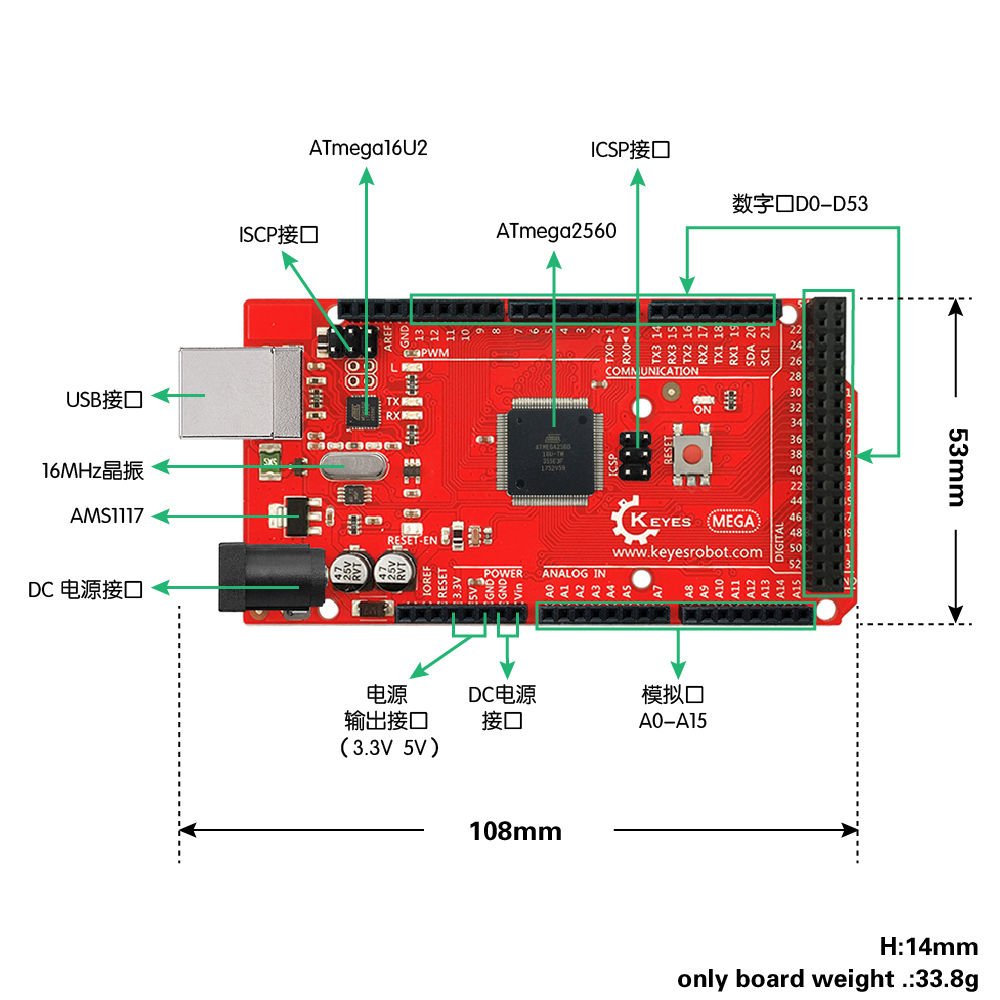 ATmega16U2
ICSP接口
数字口D0-D53
ISCP接口
ATmega2560
USB接口
16MHz晶振
AMS1117
DC 电源接口
AREF
GND
13
12
11
10
9
8
7
6
5
4
3
2
TX0▸1
RX0◂0
TX3 14
RX3 15
TX2 16
RX2 17
TX1 18
RX1 19
SDA 20
SCL 21
PWM
COMMUNICATION
L
TX
RX
ON
22
24
26
28
30
32
34
36
38
40
42
44
46
48
50
52
ATMEGA2560
16U-TW
ICSP
RESET
KEYES
MEGA
www.keyesrobot.com
DIGITAL
RESET-EN
47
25V
RVT
47
25V
RVT
POWER
ANALOG IN
IOREF
RESET
3.3V
5V
GND
GND
Vin
A0
A1
A2
A3
A4
A5
A7
A8
A9
A10
A11
A12
A13
A14
A15
电源
输出接口
（3.3V 5V）
DC电源
接口
模拟口
A0-A15
53mm
108mm
H:14mm
only board weight .:33.8g